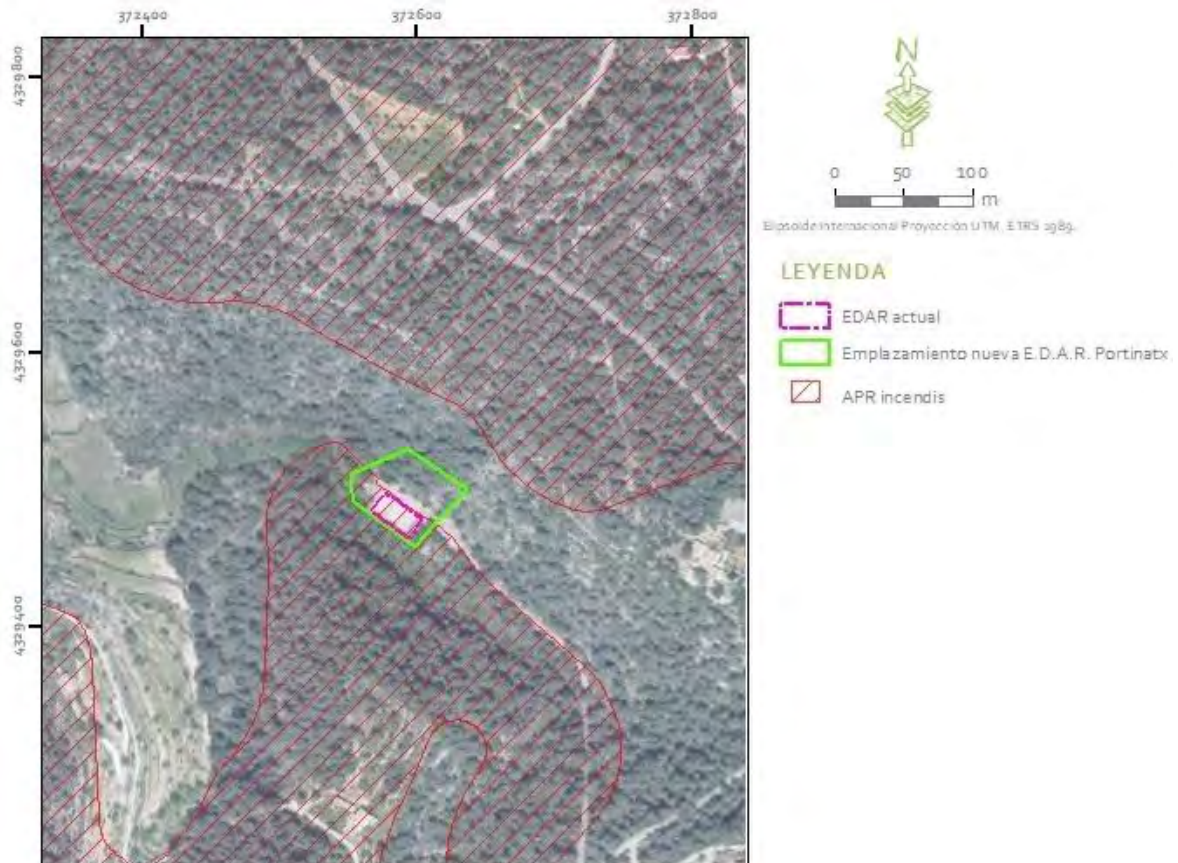 372400 372600 372800
4329800
4329600
4329400
N
0 50 100
m
Elipsoide Internacional Proyección UTM. ETRS 1989.
LEYENDA
EDAR actual
Emplazamiento nueva E.D.A.R. Portinatx
APR incendis